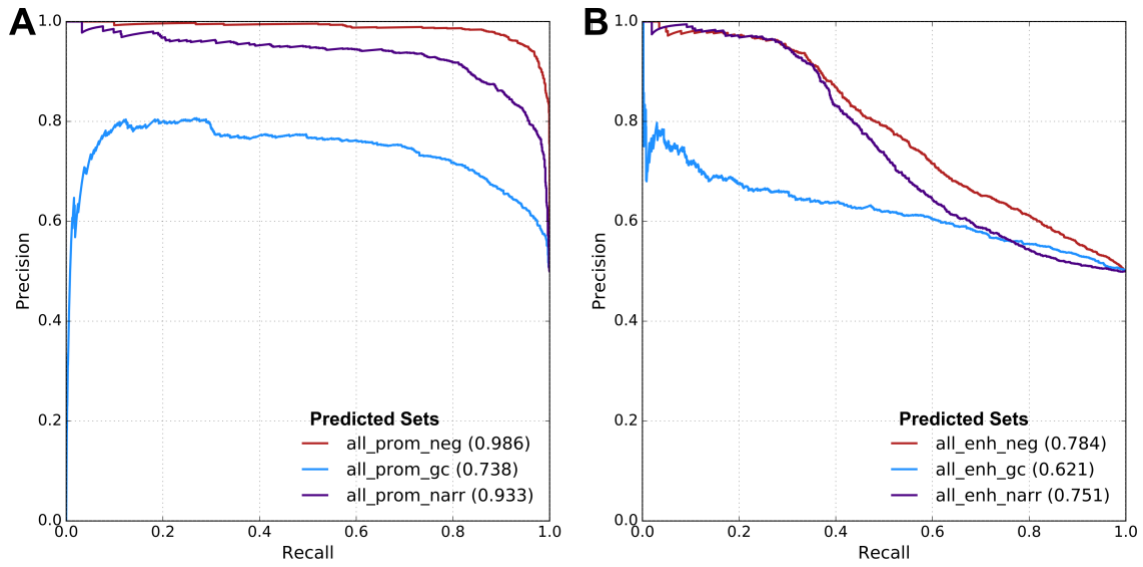 A
1.0
0.8
0.6
0.4
0.2
0.0
Precision
0.0 0.2 0.4 0.6 0.8 1.0
Recall
Predicted Sets
all_prom_neg (0.986)
all_prom_gc (0.738)
all_prom_narr (0.933)
B
1.0
0.8
0.6
0.4
0.2
0.0
Precision
0.0 0.2 0.4 0.6 0.8 1.0
Recall
Predicted Sets
all_enh_neg (0.784)
all_enh_gc (0.621)
all_enh_narr (0.751)